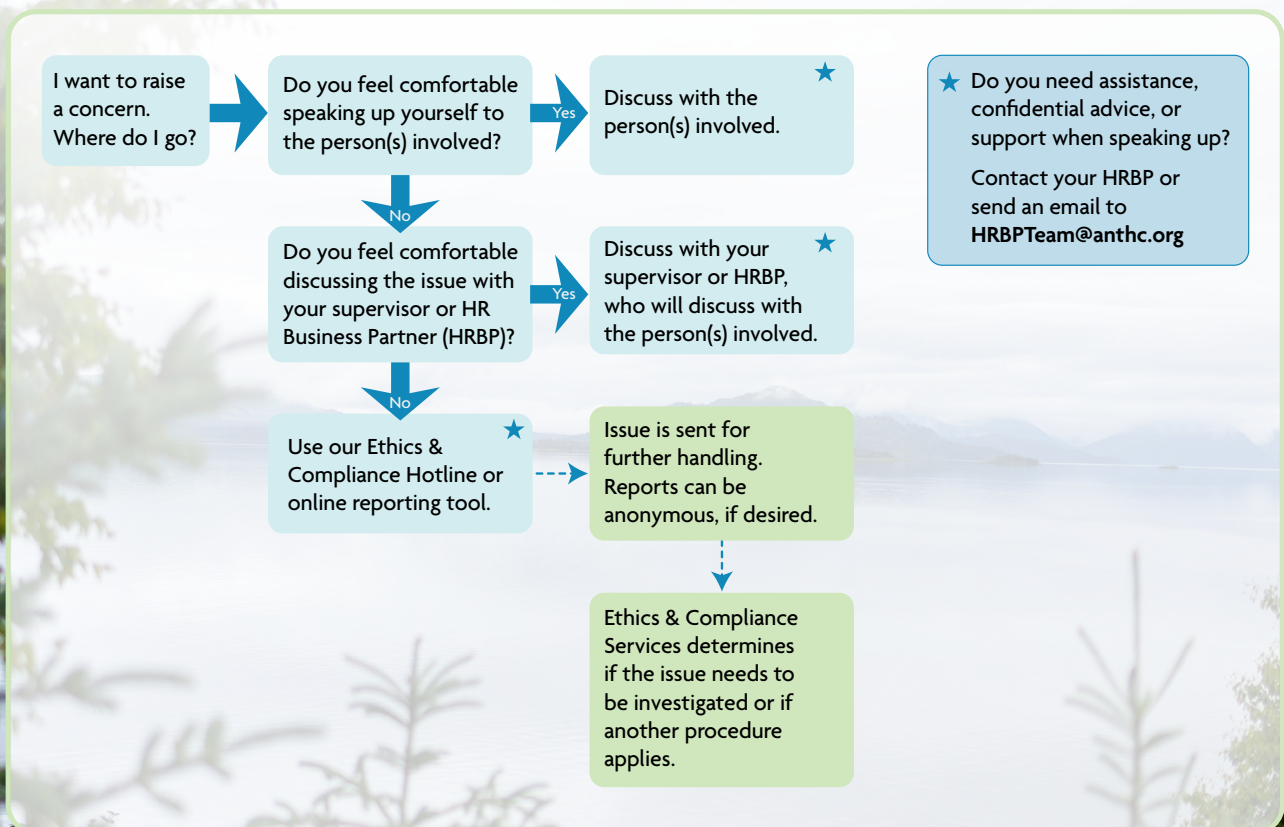 I want to raise
a concern.
Where do I go?
Do you feel comfortable
speaking up yourself to
the person(s) involved?
Yes
Discuss with the
person(s) involved.
No
Do you feel comfortable
discussing the issue with
your supervisor or HR
Business Partner (HRBP)?
Yes
Discuss with your
supervisor or HRBP,
who will discuss with
the person(s) involved.
No
Use our Ethics &
Compliance Hotline or
online reporting tool.
Issue is sent for
further handling.
Reports can be
anonymous, if desired.
Ethics & Compliance
Services determines
if the issue needs to
be investigated or if
another procedure
applies.
Do you need assistance,
confidential advice, or
support when speaking up?
Contact your HRBP or
send an email to
HRBPTeam@anthc.org